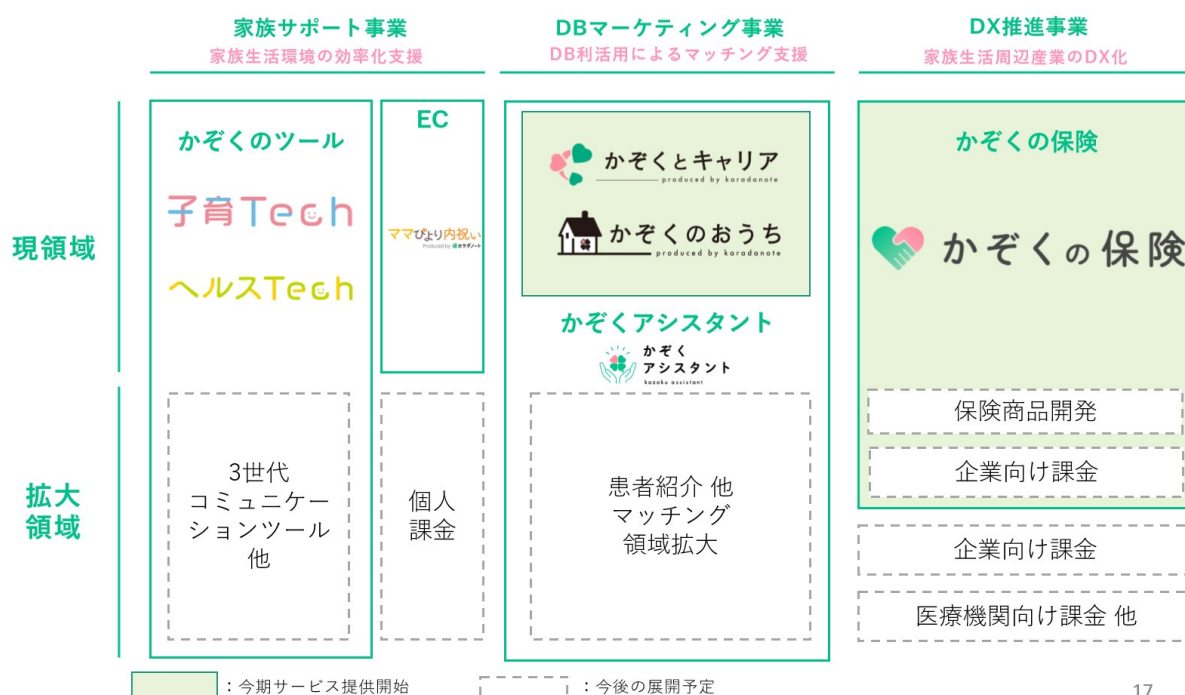 家族サポート事業
家族生活環境の効率化支援
DBマーケティング事業
DB利活用によるマッチング支援
DX推進事業
家族生活周辺産業のDX化
現領域
かぞくのツール
子育Tech
ヘルスTech
EC
ママびより内祝い
Produced by カラダノート
かぞくとキャリア
produced by karadanote
かぞくのおうち
produced by karadanote
かぞくアシスタント
かぞく
アシスタント
kazoku assistant
かぞくの保険
かぞくの保険
拡大
領域
3世代
コミュニケー
ションツール
他
個人
課金
患者紹介 他
マッチング
領域拡大
保険商品開発
企業向け課金
企業向け課金
医療機関向け課金 他
：今期サービス提供開始
：今後の展開予定
17